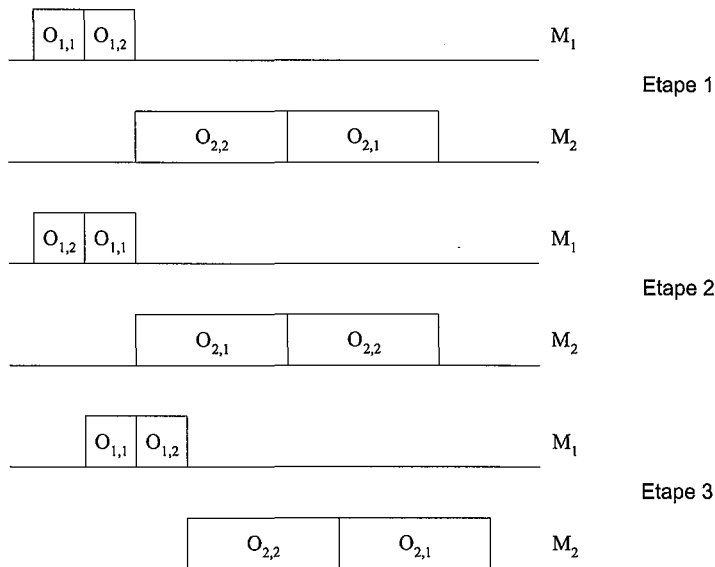 O1,1 O1,2 M1
Etape 1
O2,2 O2,1 M2
O1,2 O1,1 M1
Etape 2
O2,1 O2,2 M2
O1,1 O1,2 M1
Etape 3
O2,2 O2,1 M2